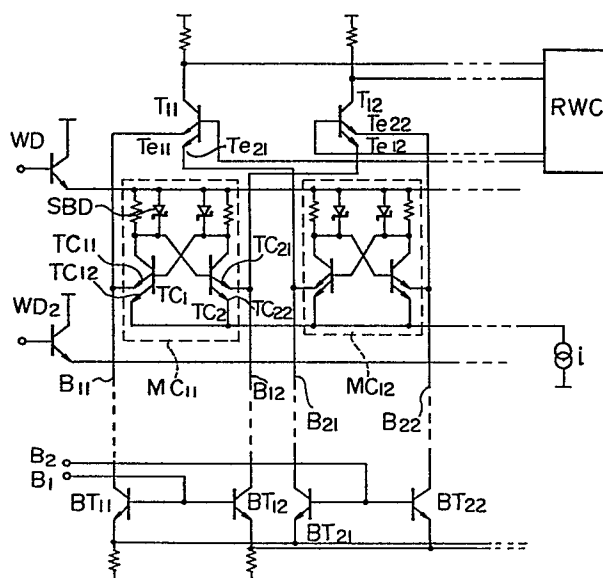 T11
T12
RWC
WD
Te11
Te21
Te22
Te12
SBD
TC11
TC12
TC1
TC21
TC2
TC22
WD2
i
MC11
MC12
B11
B12
B21
B22
B2
B1
BT11
BT12
BT21
BT22